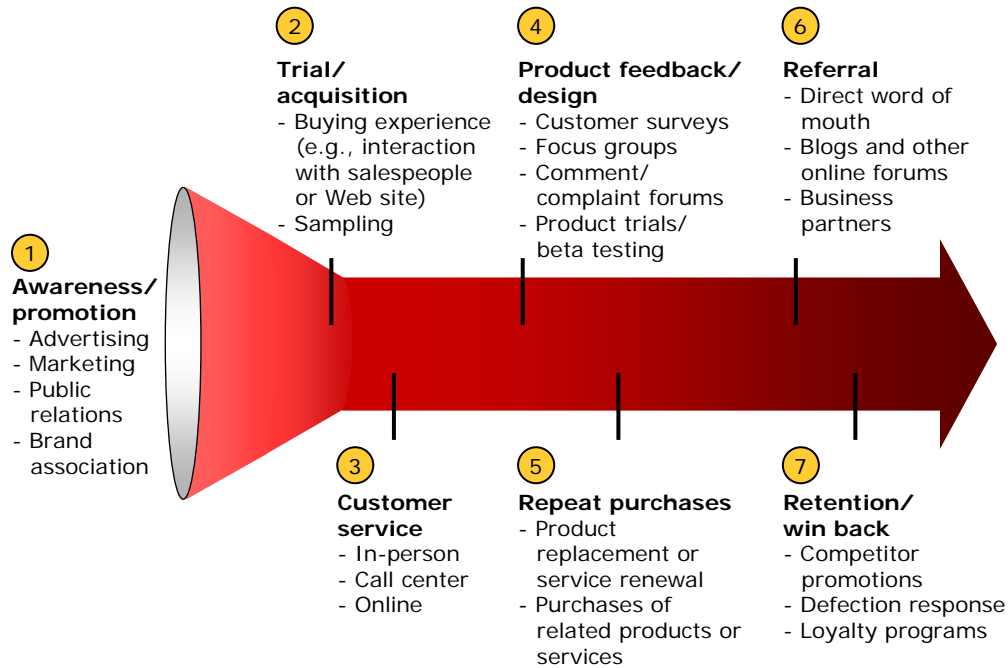 1
Awareness/
promotion
- Advertising
- Marketing
- Public
relations
- Brand
association
2
Trial/
acquisition
- Buying experience
(e.g., interaction
with salespeople
or Web site)
- Sampling
3
Customer
service
- In-person
- Call center
- Online
4
Product feedback/
design
- Customer surveys
- Focus groups
- Comment/
complaint forums
- Product trials/
beta testing
5
Repeat purchases
- Product
replacement or
service renewal
- Purchases of
related products or
services
6
Referral
- Direct word of
mouth
- Blogs and other
online forums
- Business
partners
7
Retention/
win back
- Competitor
promotions
- Defection response
- Loyalty programs